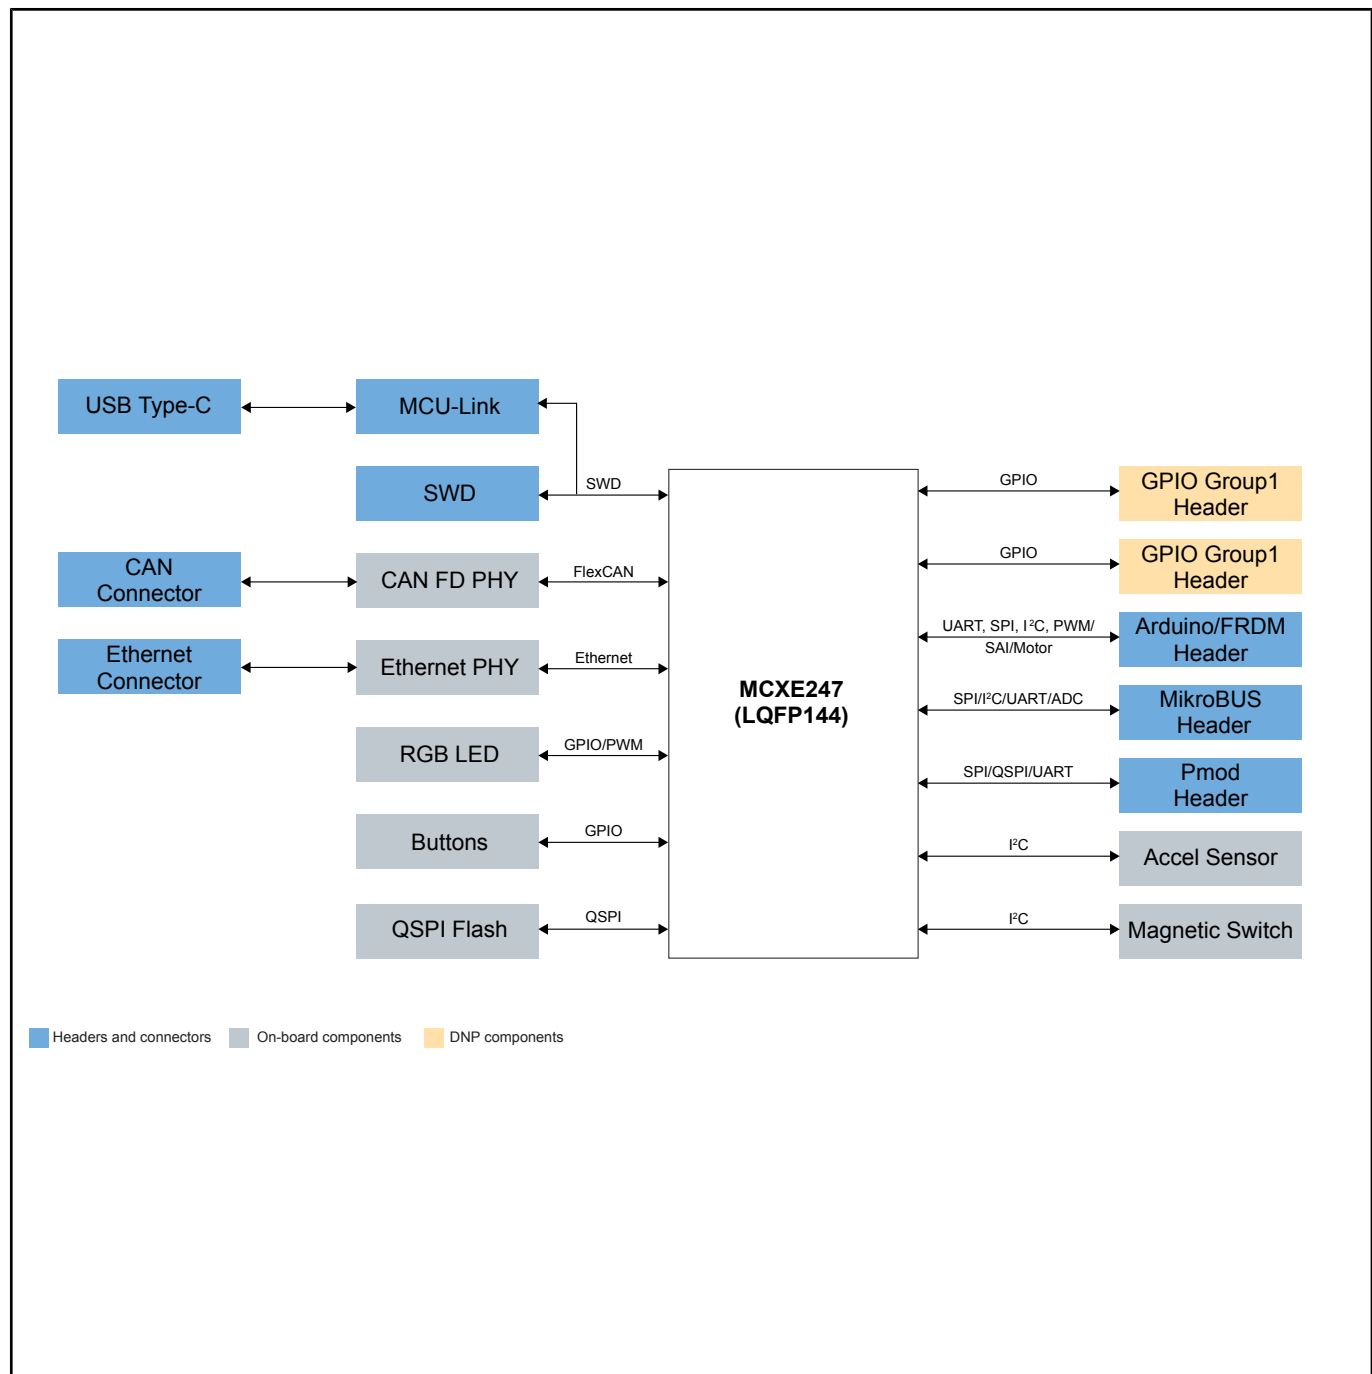 USB Type-C
MCU-Link
SWD
SWD
CAN
Connector
CAN FD PHY
FlexCAN
Ethernet
Connector
Ethernet PHY
Ethernet
RGB LED
GPIO/PWM
Buttons
GPIO
QSPI Flash
QSPI
MCXE247
(LQFP144)
GPIO
GPIO Group1
Header
GPIO
GPIO Group1
Header
UART, SPI, I²C, PWM/
SAI/Motor
Arduino/FRDM
Header
SPI/I²C/UART/ADC
MikroBUS
Header
SPI/QSPI/UART
Pmod
Header
I²C
Accel Sensor
I²C
Magnetic Switch
Headers and connectors
On-board components
DNP components